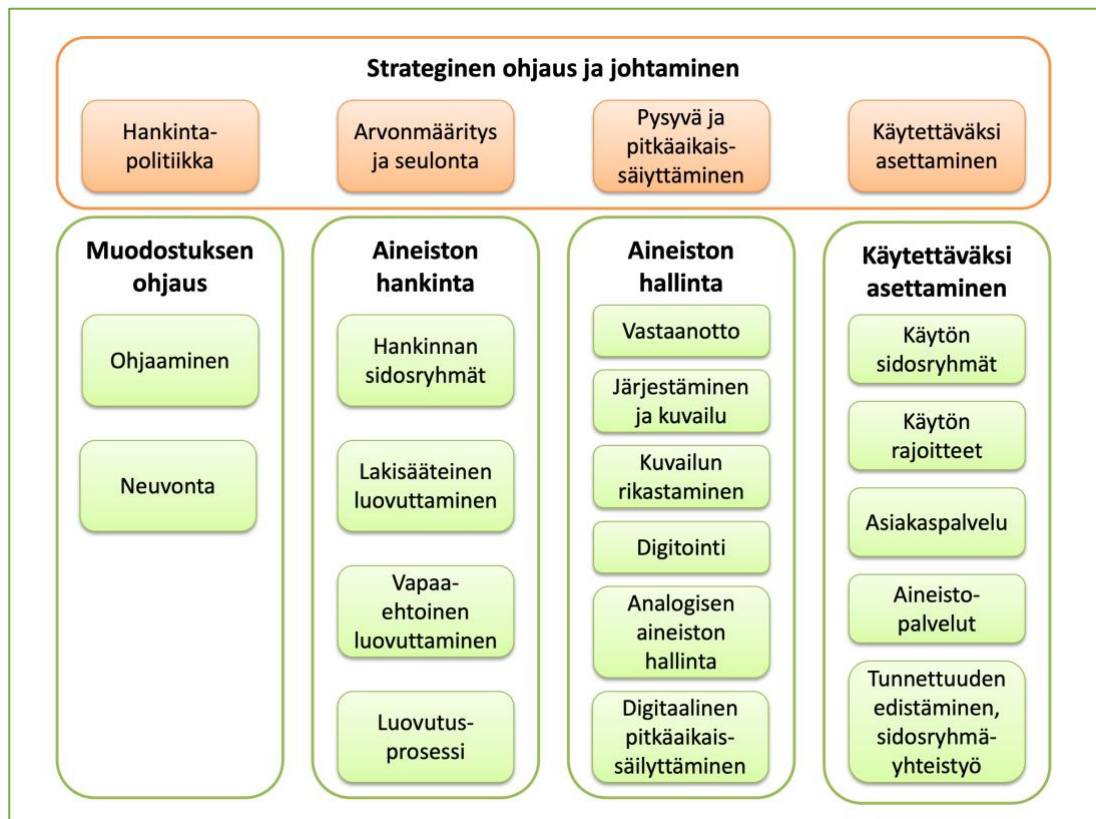 Strateginen ohjaus ja johtaminen
Hankinta-
politiikka
Arvonmääritys
ja seulonta
Pysyvä ja
pitkäaikais-
säiyttäminen
Käytettäväksi
asettaminen
Muodostuksen
ohjaus
Ohjaaminen
Neuvonta
Aineiston
hankinta
Hankinnan
sidosryhmät
Lakisääteinen
luovuttaminen
Vapaa-
ehtoinen
luovuttaminen
Luovutus-
prosessi
Aineiston
hallinta
Vastaanotto
Järjestäminen
ja kuvailu
Kuvailun
rikastaminen
Digitointi
Analogisen
aineiston
hallinta
Digitaalinen
pitkäaikais-
säilyttäminen
Käytettäväksi
asettaminen
Käytön
sidosryhmät
Käytön
rajoitteet
Asiakaspalvelu
Aineisto-
palvelut
Tunnettuuden
edistäminen,
sidosryhmä-
yhteistyö